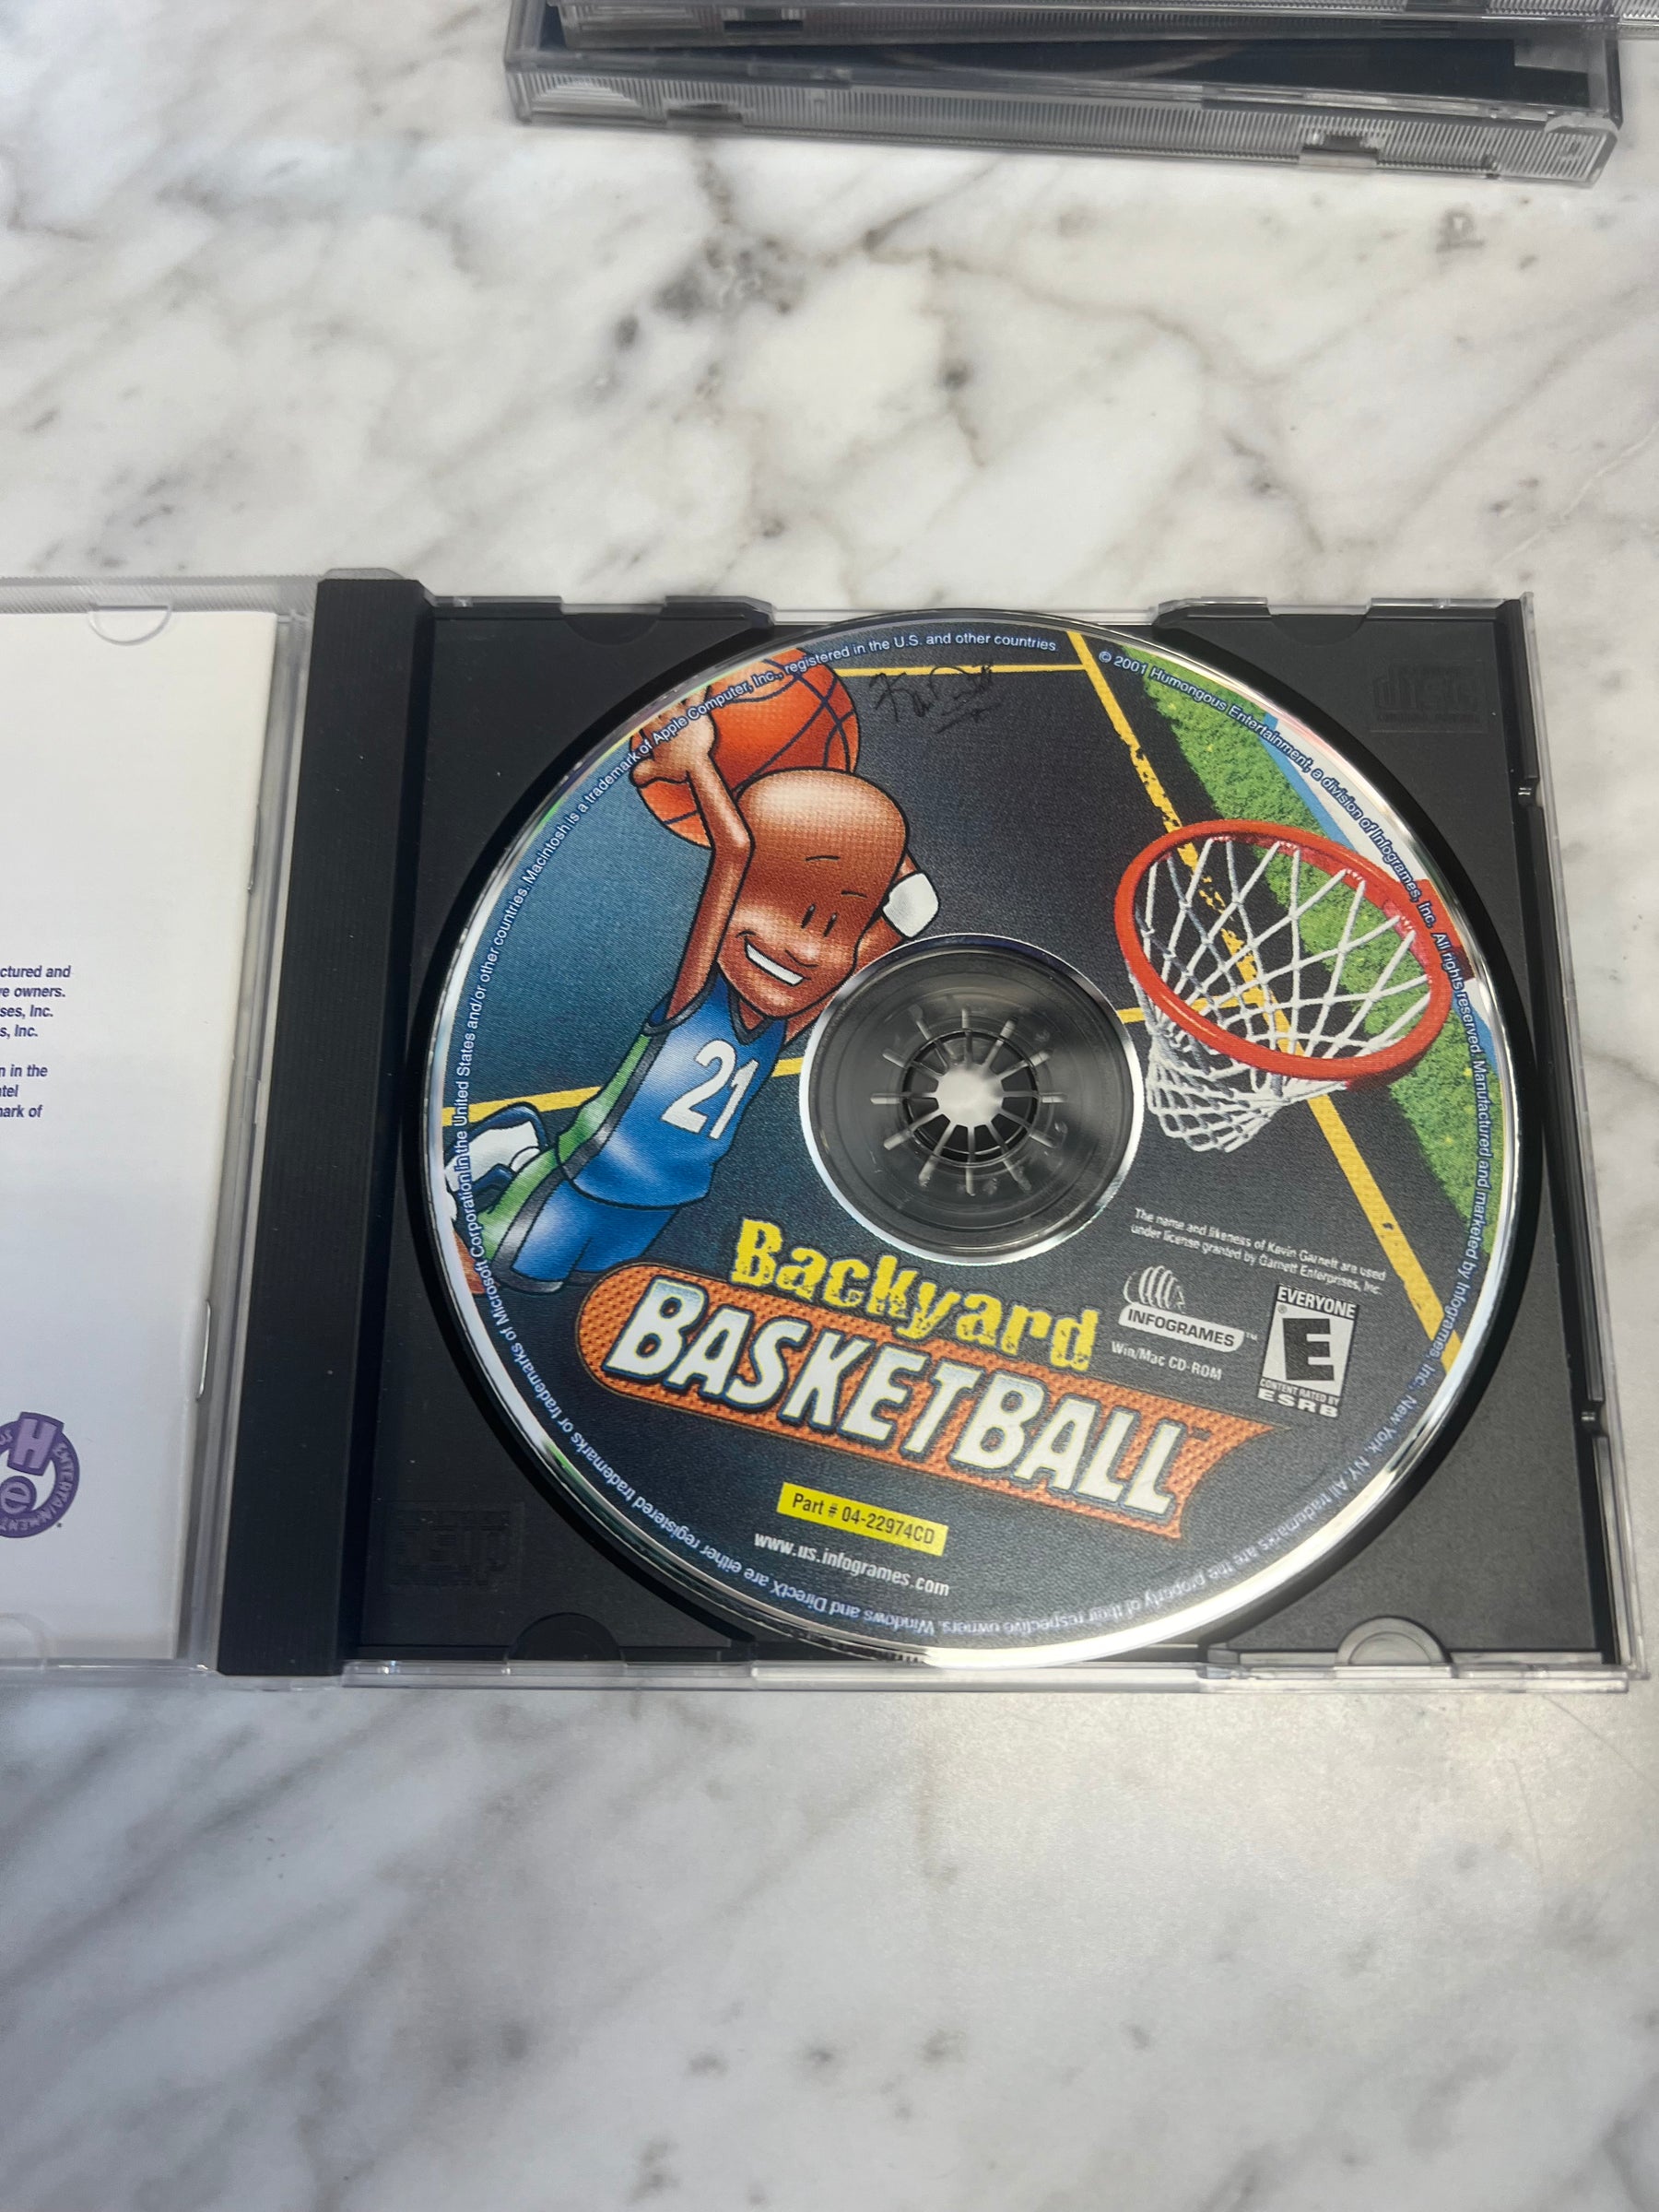 ctured and
e owners.
ses, Inc.
s, Inc.
n in the
tel
ark of
H
ENTERTAINMENT
e
registered in the U.S. and other countries.
© 2001 Humongous Entertainment, a division of Infogrames, Inc. All rights reserved. Manufactured and marketed by Infogrames, Inc., New York, NY. All trademarks are the property of their respective owners. Windows and DirectX are either registered trademarks or trademarks of Microsoft Corporation in the United States and/or other countries. Macintosh is a trademark of Apple Computer, Inc.,
21
The name and likeness of Kevin Garnett are used
under license granted by Garnett Enterprises, Inc.
Backyard
BASKETBALL™
INFOGRAMES™
Win/Mac CD-ROM
EVERYONE
E
CONTENT RATED BY
ESRB
Part # 04-22974CD
www.us.infogrames.com